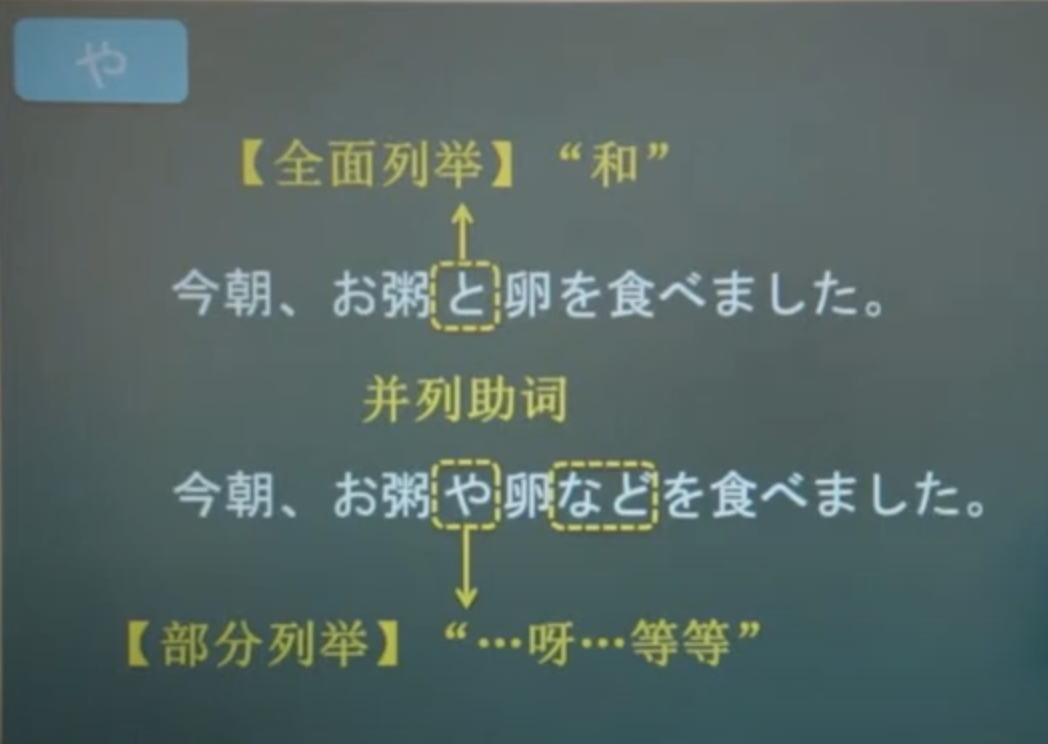 や
【全面列举】“和”
今朝、お粥と卵を食べました。
并列助词
今朝、お粥や卵などを食べました。
【部分列举】“…呀…等等”